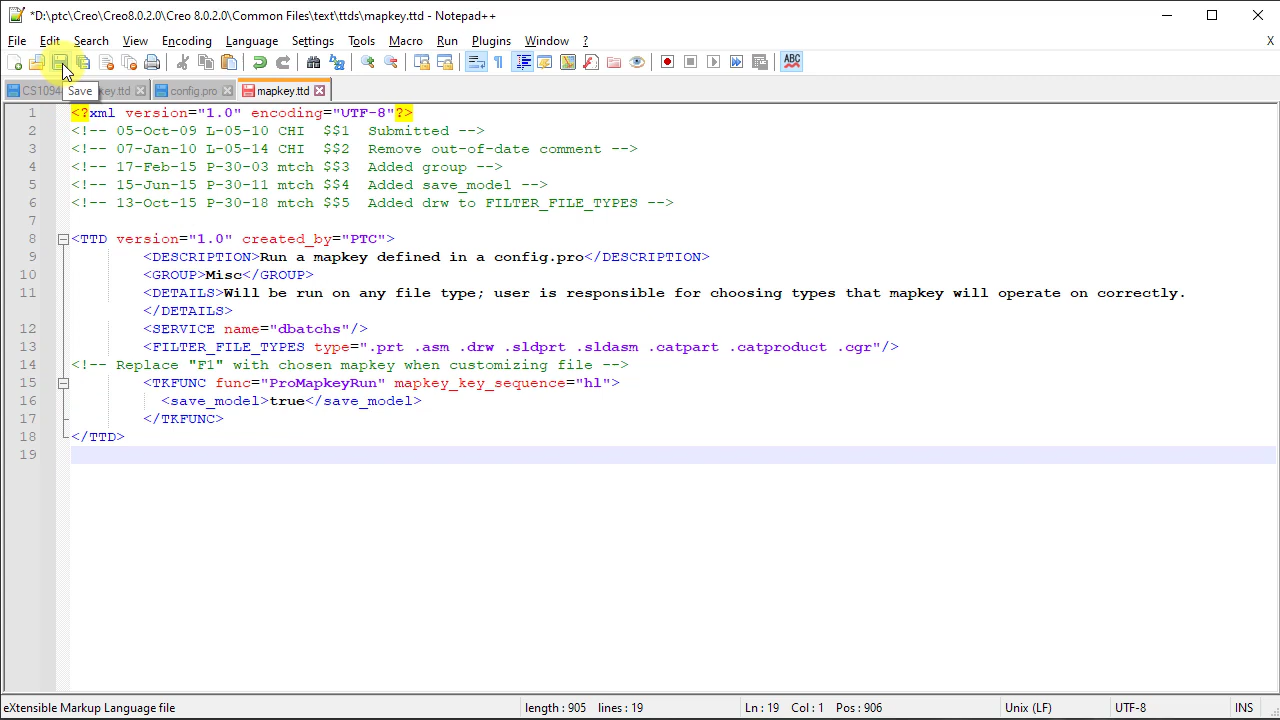 *D:\ptc\Creo\Creo8.0.2.0\Creo 8.0.2.0\Common Files\text\ttds\mapkey.ttd - Notepad++
File Edit Search View Encoding Language Settings Tools Macro Run Plugins Window ? X
ABC
CS1094 key.ttd config.pro mapkey.ttd
Save
1 <?xml version="1.0" encoding="UTF-8"?>
2 <!-- 05-Oct-09 L-05-10 CHI $$1 Submitted -->
3 <!-- 07-Jan-10 L-05-14 CHI $$2 Remove out-of-date comment -->
4 <!-- 17-Feb-15 P-30-03 mtch $$3 Added group -->
5 <!-- 15-Jun-15 P-30-11 mtch $$4 Added save_model -->
6 <!-- 13-Oct-15 P-30-18 mtch $$5 Added drw to FILTER_FILE_TYPES -->
7
8 <TTD version="1.0" created_by="PTC">
9 <DESCRIPTION>Run a mapkey defined in a config.pro</DESCRIPTION>
10 <GROUP>Misc</GROUP>
11 <DETAILS>Will be run on any file type; user is responsible for choosing types that mapkey will operate on correctly.
</DETAILS>
12 <SERVICE name="dbatchs"/>
13 <FILTER_FILE_TYPES type=".prt .asm .drw .sldprt .sldasm .catpart .catproduct .cgr"/>
14 <!-- Replace "F1" with chosen mapkey when customizing file -->
15 <TKFUNC func="ProMapkeyRun" mapkey_key_sequence="hl">
16 <save_model>true</save_model>
17 </TKFUNC>
18 </TTD>
19
eXtensible Markup Language file length : 905 lines : 19 Ln : 19 Col : 1 Pos : 906 Unix (LF) UTF-8 INS